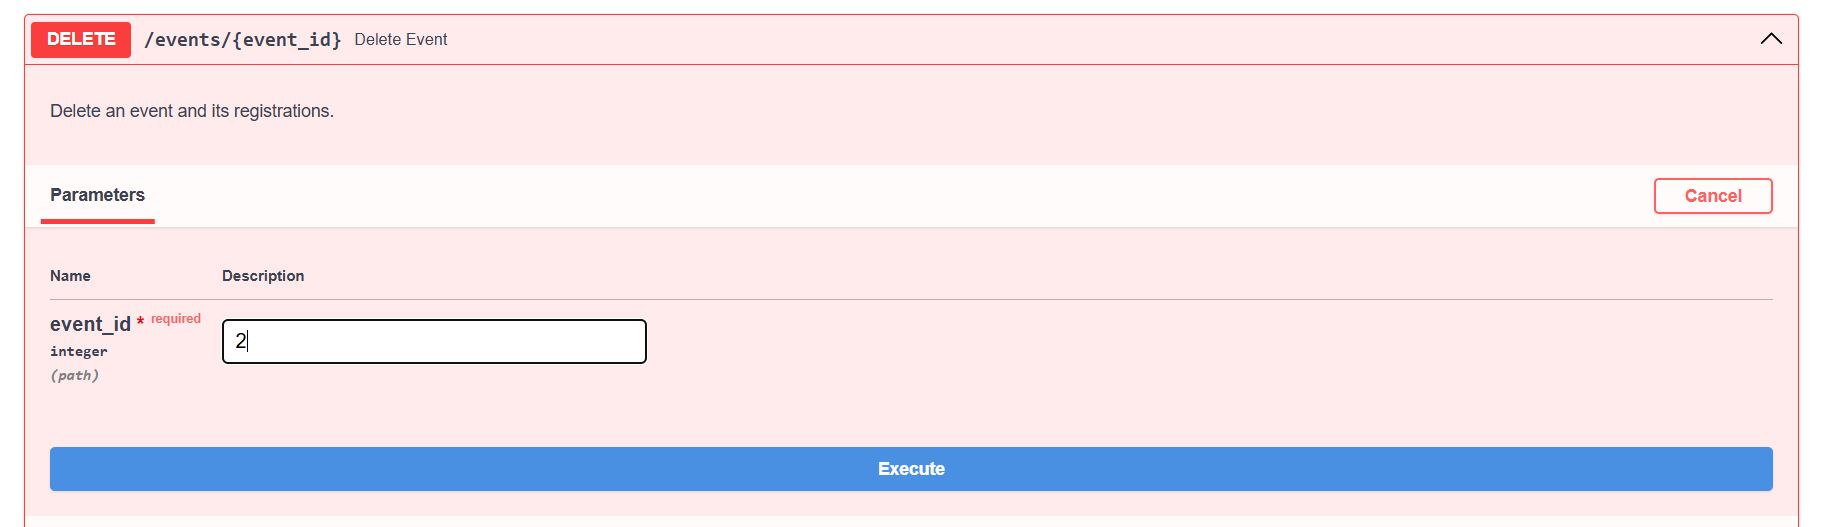 DELETE /events/{event_id} Delete Event
Delete an event and its registrations.
Parameters
Cancel
Name Description
event_id * required
integer
(path)
2
Execute